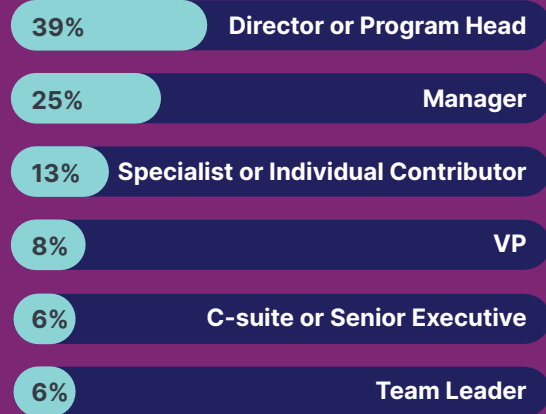 39% Director or Program Head
25% Manager
13% Specialist or Individual Contributor
8% VP
6% C-suite or Senior Executive
6% Team Leader